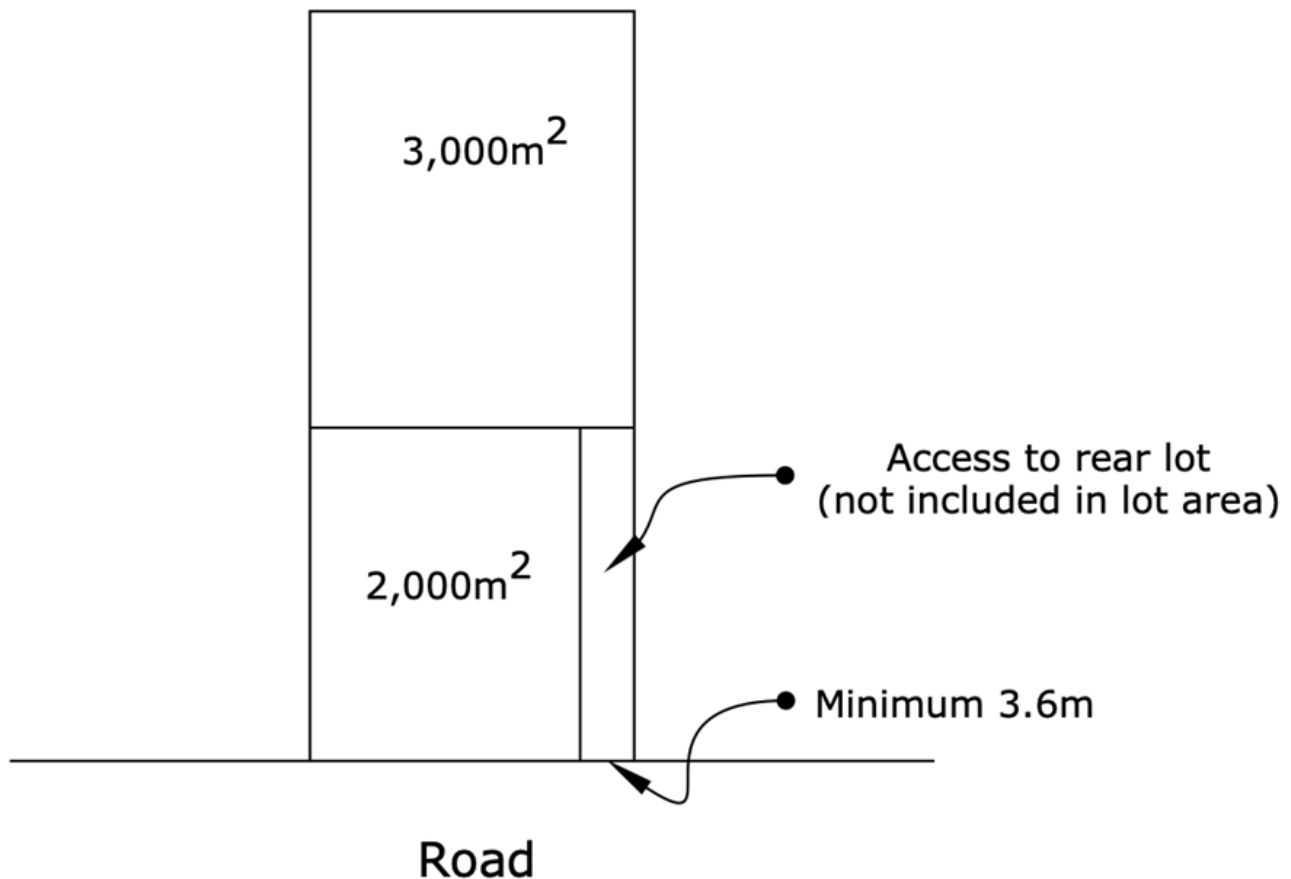 3,000m²
Access to rear lot
(not included in lot area)
2,000m²
Minimum 3.6m
Road